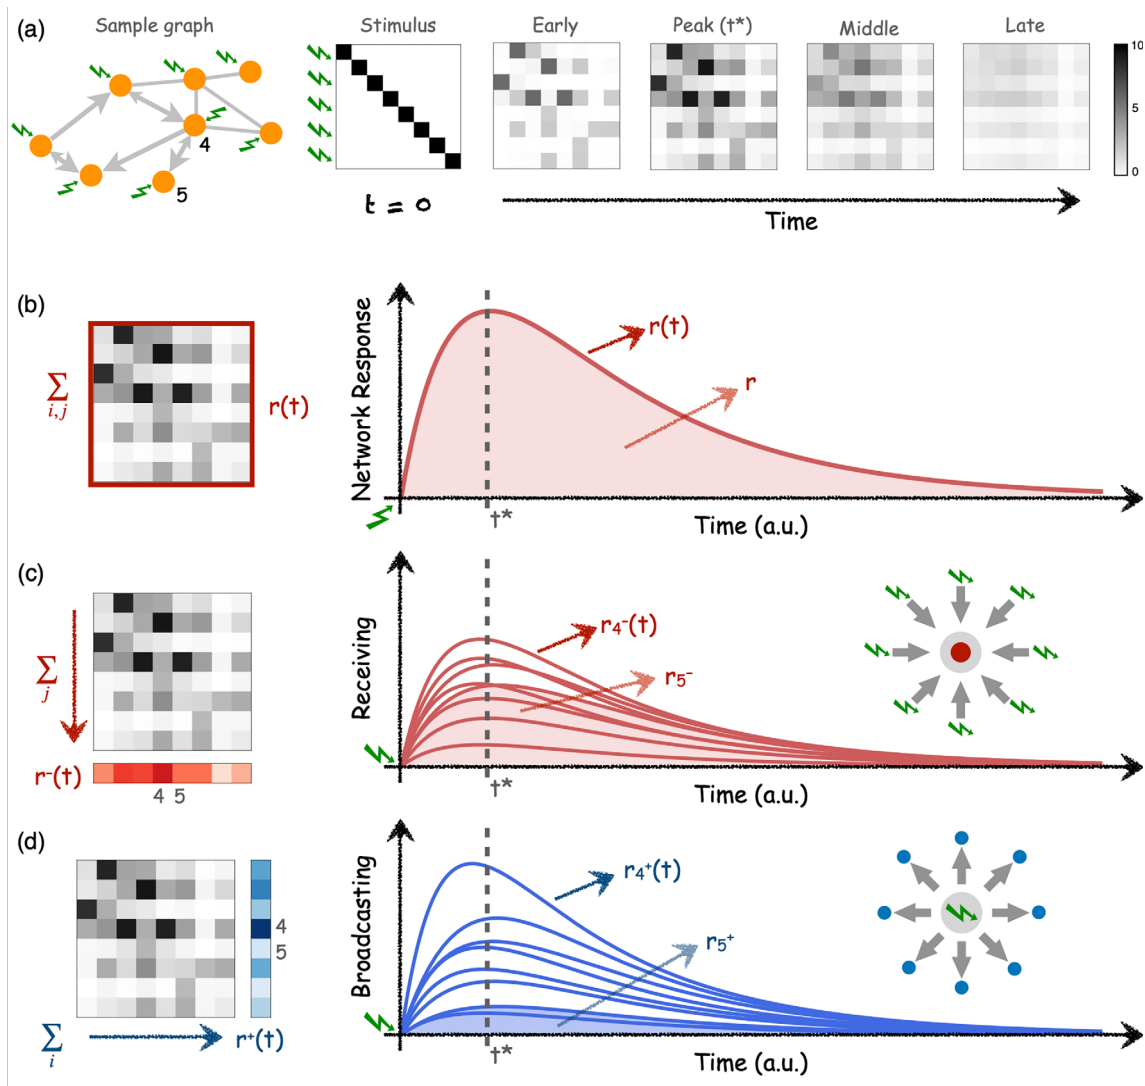 (a)
Sample graph
Stimulus
Early
Peak (t*)
Middle
Late
10
5
0
4
5
t = 0
Time
(b)
∑
i,j
r(t)
Network Response
r(t)
r
t*
Time (a.u.)
(c)
∑
j
r⁻(t)
4 5
Receiving
r₄⁻(t)
r₅⁻
t*
Time (a.u.)
(d)
4
5
∑
i
r⁺(t)
Broadcasting
r₄⁺(t)
r₅⁺
t*
Time (a.u.)